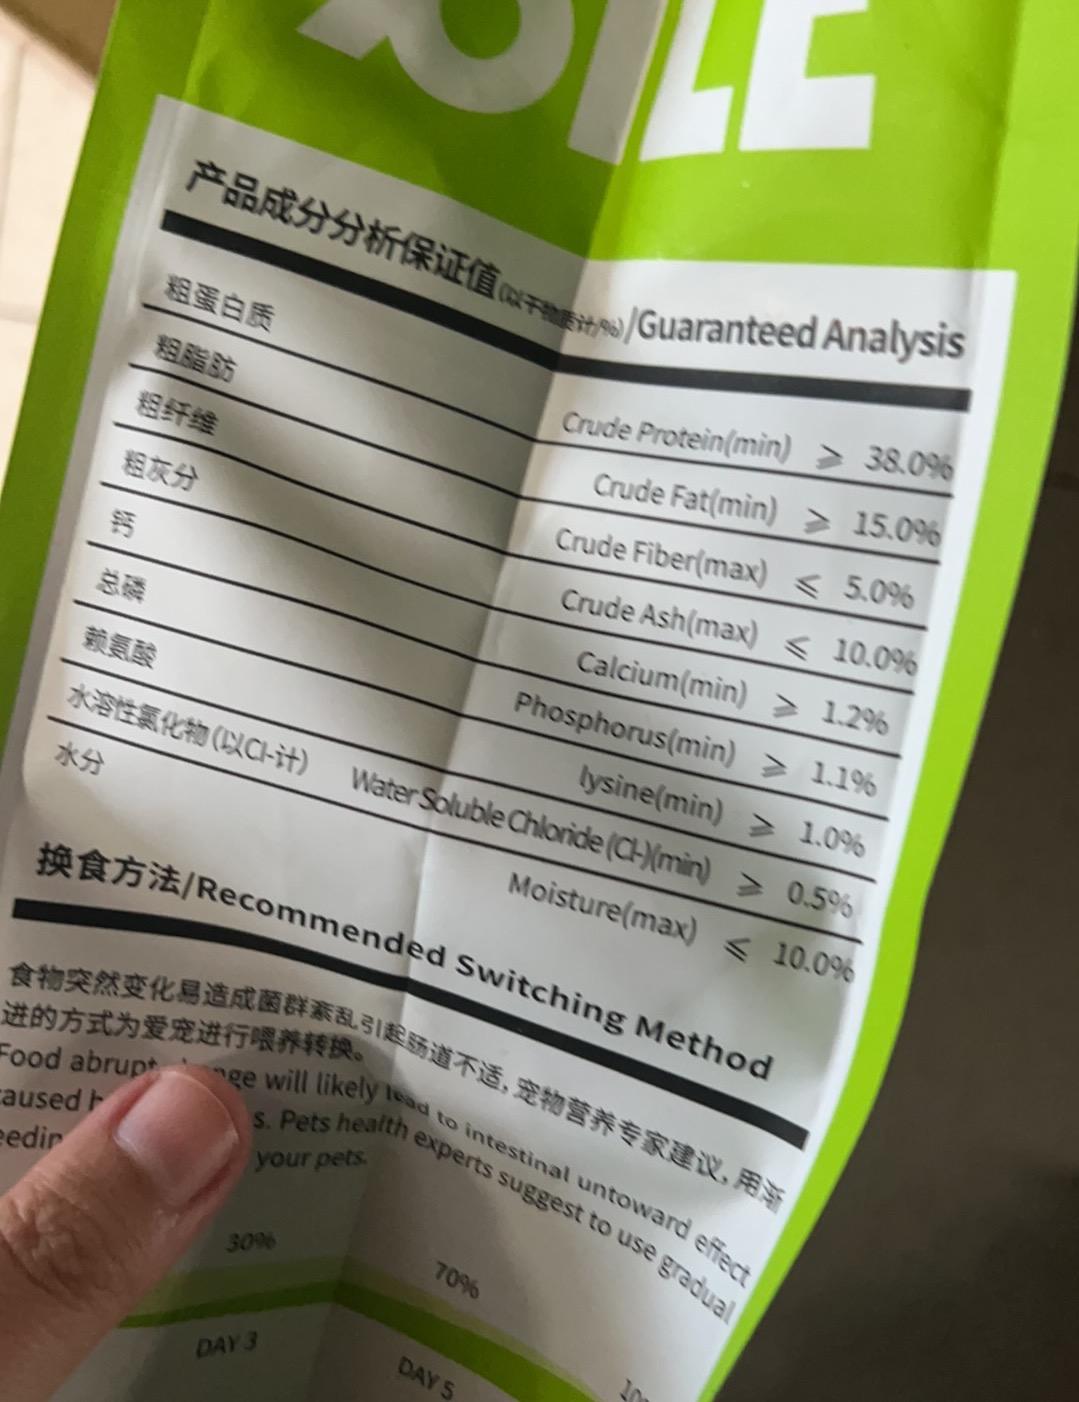 产品成分分析保证值(以干物质计/%)/Guaranteed Analysis
粗蛋白质 Crude Protein(min) ⩾ 38.0%
粗脂肪 Crude Fat(min) ⩾ 15.0%
粗纤维 Crude Fiber(max) ⩽ 5.0%
粗灰分 Crude Ash(max) ⩽ 10.0%
钙 Calcium(min) ⩾ 1.2%
总磷 Phosphorus(min) ⩾ 1.1%
赖氨酸 lysine(min) ⩾ 1.0%
水溶性氯化物(以Cl-计) Water Soluble Chloride (Cl-)(min) ⩾ 0.5%
水分 Moisture(max) ⩽ 10.0%
换食方法/Recommended Switching Method
食物突然变化易造成菌群紊乱引起肠道不适,宠物营养专家建议,用渐
进的方式为爱宠进行喂养转换。
Food abrupt will likely lead to intestinal untoward effect
s. Pets health experts suggest to use gradual
your pets.
30% 70%
DAY 3 DAY 5